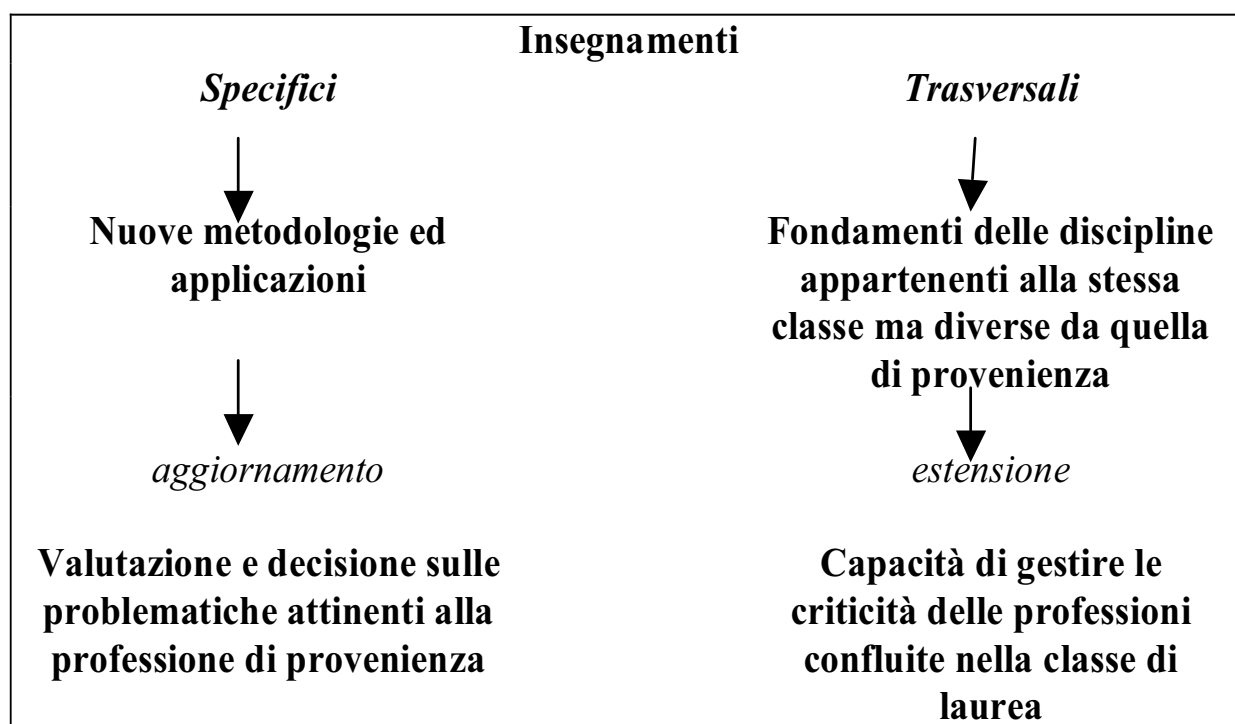 Insegnamenti
Specifici
Trasversali
Nuove metodologie ed
applicazioni
Fondamenti delle discipline
appartenenti alla stessa
classe ma diverse da quella
di provenienza
aggiornamento
estensione
Valutazione e decisione sulle
problematiche attinenti alla
professione di provenienza
Capacità di gestire le
criticità delle professioni
confluite nella classe di
laurea